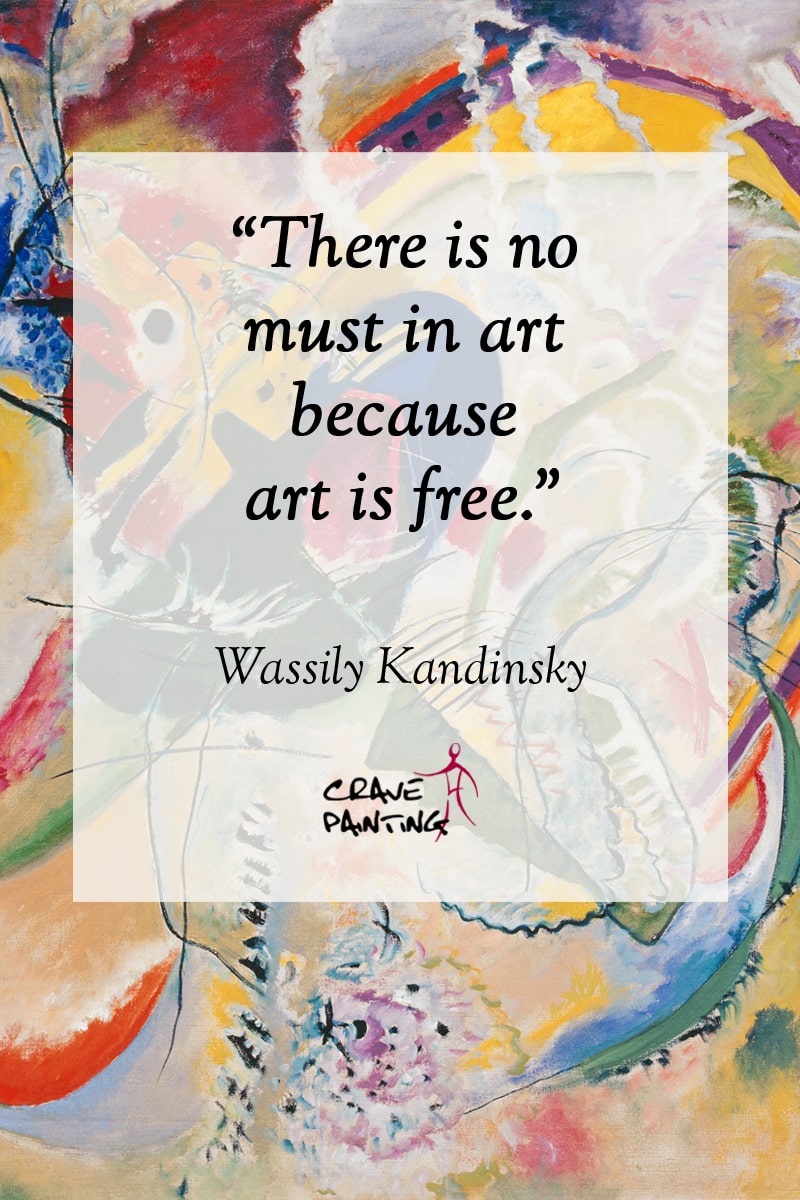 “There is no
must in art
because
art is free.”
Wassily Kandinsky
CRAVE
PAINTING